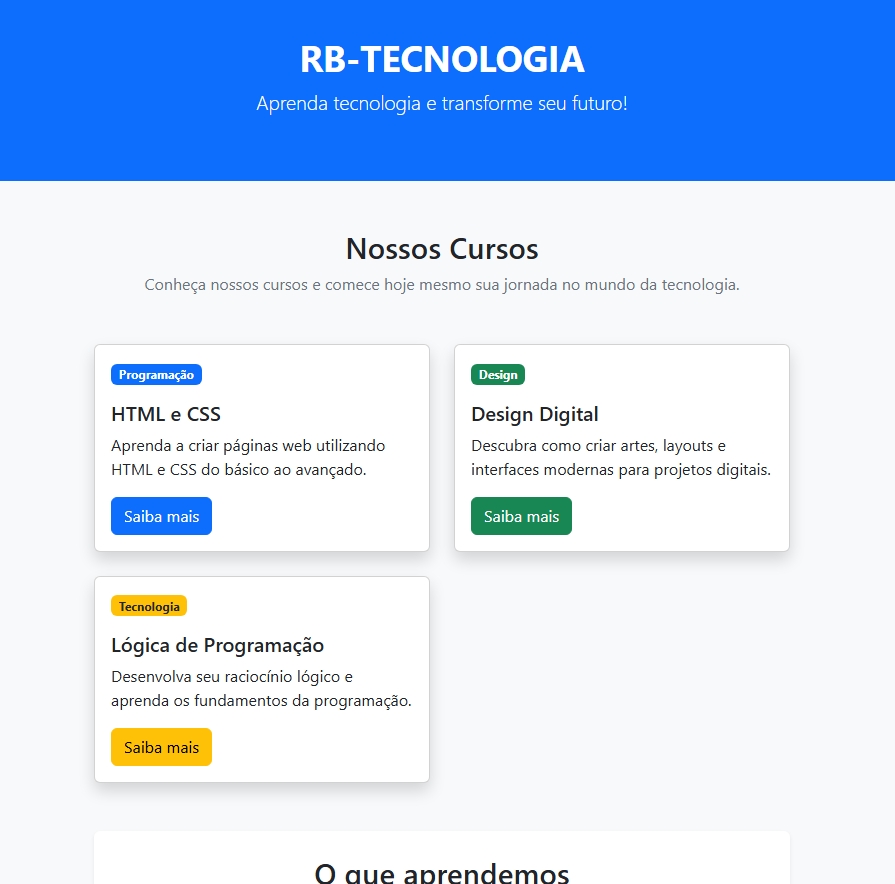 RB-TECNOLOGIA
Aprenda tecnologia e transforme seu futuro!
Nossos Cursos
Conheça nossos cursos e comece hoje mesmo sua jornada no mundo da tecnologia.
Programação
HTML e CSS
Aprenda a criar páginas web utilizando
HTML e CSS do básico ao avançado.
Saiba mais
Design
Design Digital
Descubra como criar artes, layouts e
interfaces modernas para projetos digitais.
Saiba mais
Tecnologia
Lógica de Programação
Desenvolva seu raciocínio lógico e
aprenda os fundamentos da programação.
Saiba mais
O que aprendemos